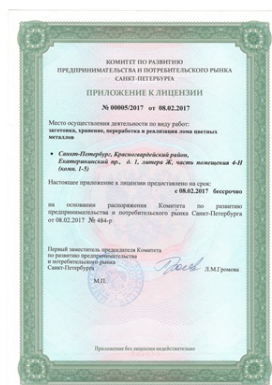 КОМИТЕТ ПО РАЗВИТИЮ
ПРЕДПРИНИМАТЕЛЬСТВА И ПОТРЕБИТЕЛЬСКОГО РЫНКА
САНКТ-ПЕТЕРБУРГА
ПРИЛОЖЕНИЕ К ЛИЦЕНЗИИ
№ 00005/2017 от 08.02.2017
Место осуществления деятельности по виду работ:
заготовка, хранение, переработка и реализация лома цветных
металлов
• Санкт-Петербург, Красногвардейский район,
Екатерининский пр., д. 1, литера Ж, часть помещения 4-Н
(комн. 1-5)
Настоящее приложение к лицензии предоставлено на срок:
с 08.02.2017 бессрочно
на основании распоряжения Комитета по развитию
предпринимательства и потребительского рынка Санкт-Петербурга
от 08.02.2017 № 484-р
Первый заместитель председателя Комитета
по развитию предпринимательства
и потребительского рынка
Санкт-Петербурга
Л.М.Громова
М.П.
Приложение без лицензии недействительно